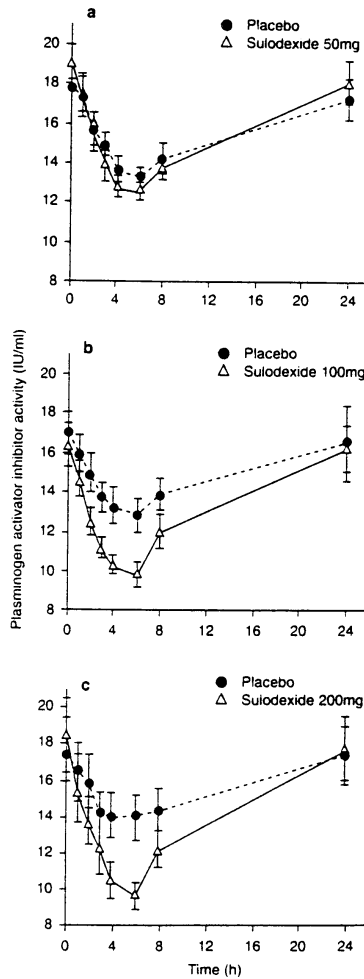 Plasminogen activator inhibitor activity (IU/ml)
a
● Placebo
△ Sulodexide 50mg
20
18
16
14
12
10
8
0 4 8 12 16 20 24
b
● Placebo
△ Sulodexide 100mg
20
18
16
14
12
10
8
0 4 8 12 16 20 24
c
● Placebo
△ Sulodexide 200mg
20
18
16
14
12
10
8
0 4 8 12 16 20 24
Time (h)